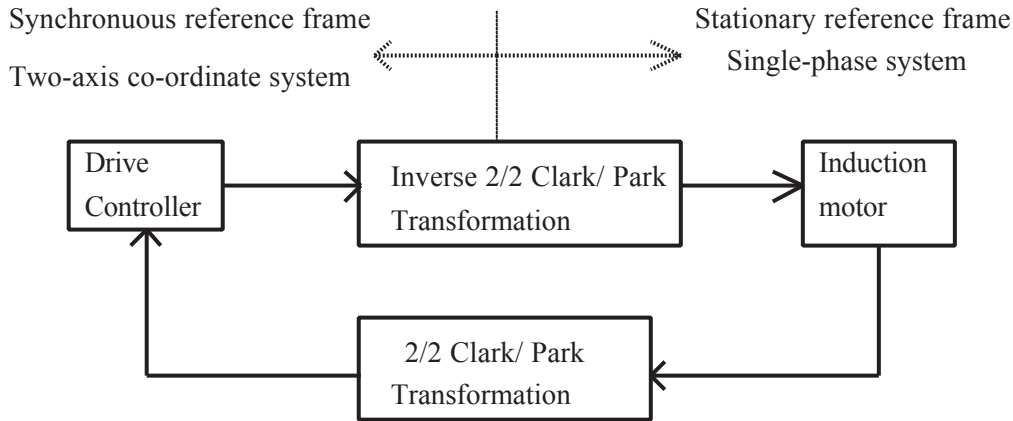 Synchronuous reference frame
Two-axis co-ordinate system
Stationary reference frame
Single-phase system
Drive
Controller
Inverse 2/2 Clark/ Park
Transformation
Induction
motor
2/2 Clark/ Park
Transformation